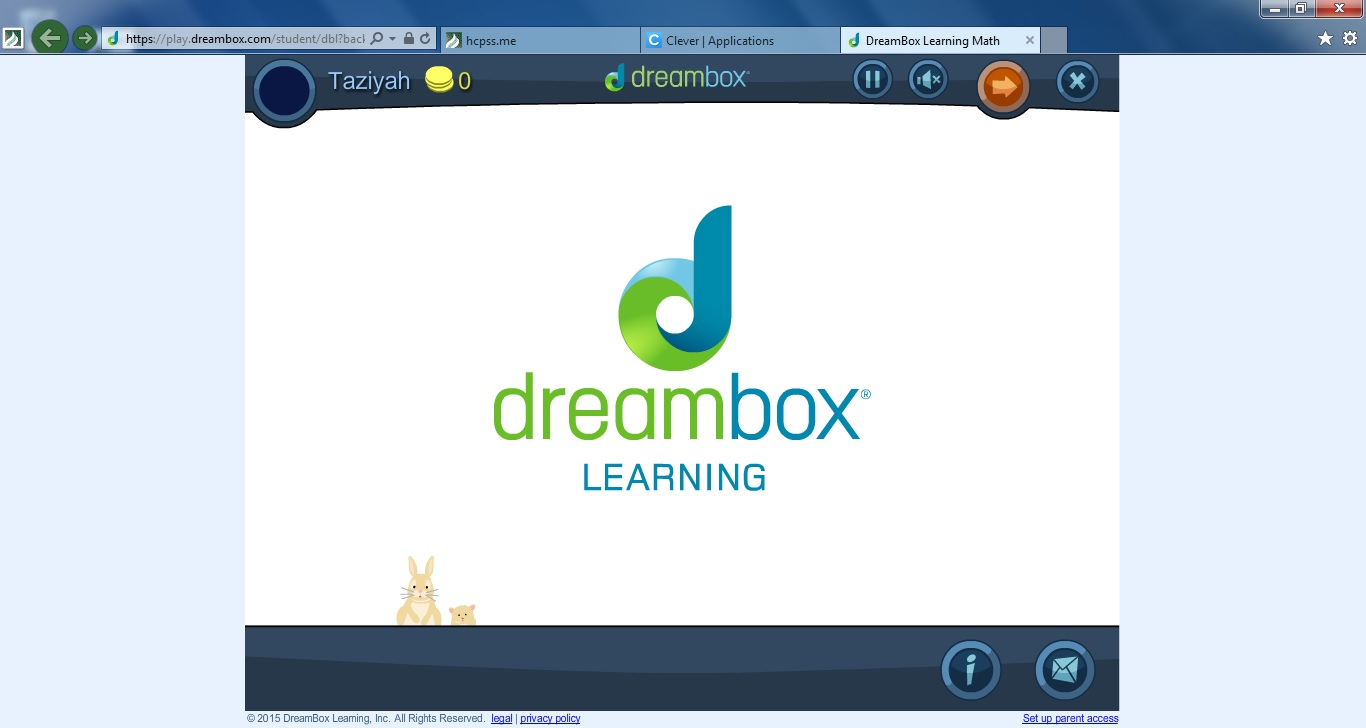 https://play.dreambox.com/student/dbl?back
hcpss.me
Clever | Applications
DreamBox Learning Math
Taziyah
0
dreambox
dreambox®
LEARNING
i
© 2015 DreamBox Learning, Inc. All Rights Reserved. legal | privacy policy
Set up parent access